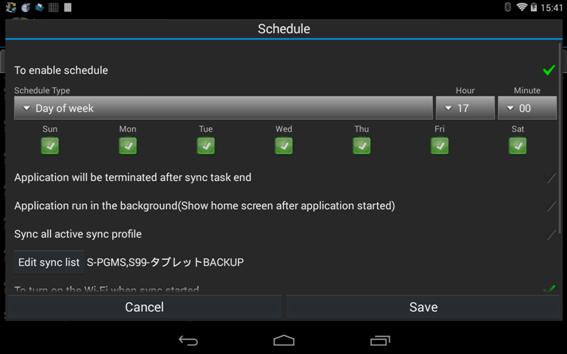 15:41
Schedule
To enable schedule
Schedule Type
Hour
Minute
Day of week
17
00
Sun Mon Tue Wed Thu Fri Sat
Application will be terminated after sync task end
Application run in the background(Show home screen after application started)
Sync all active sync profile
Edit sync list S-PGMS,S99-タブレットBACKUP
To turn on the Wi-Fi when sync started
Cancel
Save